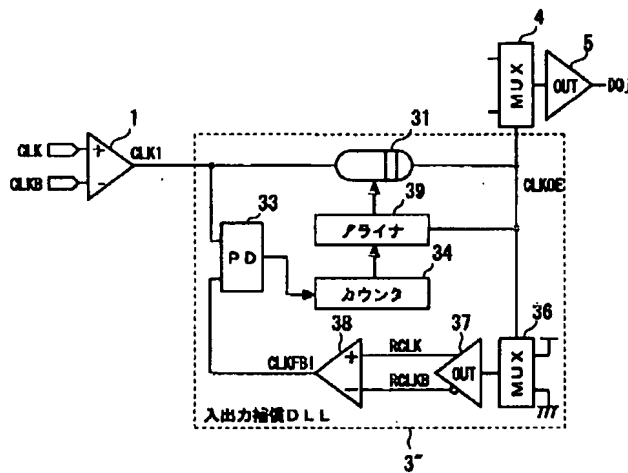 4
5
MUX
OUT
DQj
1
31
CLK
CLKB
+
-
CLK1
CLKOE
33
39
PD
アライナ
34
カウンタ
38
37
36
RCLK
CLKFB1
+
-
OUT
MUX
RCLKB
入出力補償DLL
3"